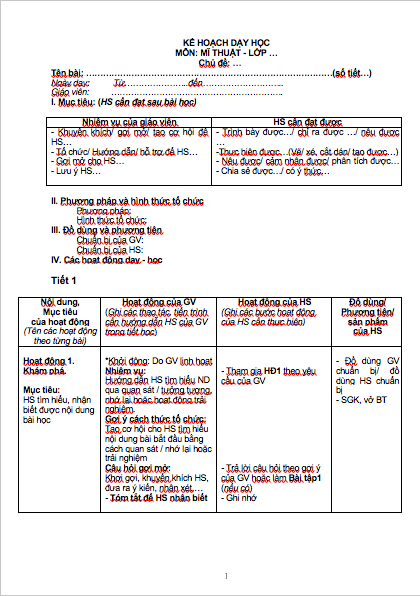 KẾ HOẠCH DẠY HỌC
MÔN: MĨ THUẬT - LỚP …
Chủ đề: …
Tên bài: ……………………………………………………………(số tiết…)
Ngày dạy: Từ………………đến……………………
Giáo viên: ……………………………………
I. Mục tiêu: (HS cần đạt sau bài học)
Nhiệm vụ của giáo viên
- Khuyến khích/ gợi mở/ tạo cơ hội để
HS…
- Tổ chức/ Hướng dẫn/ hỗ trợ để HS…
- Gợi mở cho HS…
- Lưu ý HS…
HS cần đạt được
- Trình bày được…/ chỉ ra được …/ nêu được
…
-Thực hiện được…(Vẽ/ xé, cắt dán/ tạo được…)
- Nêu được/ cảm nhận được/ phân tích được…
- Chia sẻ được…/ có ý thức…
II. Phương pháp và hình thức tổ chức
Phương pháp:
Hình thức tổ chức:
III. Đồ dùng và phương tiện
Chuẩn bị của GV:
Chuẩn bị của HS:
IV. Các hoạt động dạy - học
Tiết 1
Nội dung,
Mục tiêu
của hoạt động
(Tên các hoạt động
theo từng bài)
Hoạt động của GV
(Ghi các thao tác, tiến trình
cần hướng dẫn HS của GV
trong tiết học)
Hoạt động của HS
(Ghi các bước hoạt động,
của HS cần thực hiện)
Đồ dùng/
Phương tiện/
sản phẩm
của HS
Hoạt động 1.
Khám phá.
Mục tiêu:
HS tìm hiểu, nhận
biết được nội dung
bài học
*Khởi động: Do GV linh hoạt
Nhiệm vụ:
Hướng dẫn HS tìm hiểu ND
qua quan sát / tưởng tượng,
nhớ lại hoặc hoạt động trải
nghiệm.
Gợi ý cách thức tổ chức:
Tạo cơ hội cho HS tìm hiểu
nội dung bài bắt đầu bằng
cách quan sát / nhớ lại hoặc
trải nghiệm
Câu hỏi gợi mở:
Khơi gợi, khuyến khích HS,
đưa ra ý kiến, nhận xét….
- Tóm tắt để HS nhận biết
- Tham gia HĐ1 theo yêu
cầu của GV
- Trả lời câu hỏi theo gợi ý
của GV hoặc làm Bài tập1
(nếu có)
- Ghi nhớ
- Đồ dùng GV
chuẩn bị/ đồ
dùng HS chuẩn
bị
- SGK, vở BT
1